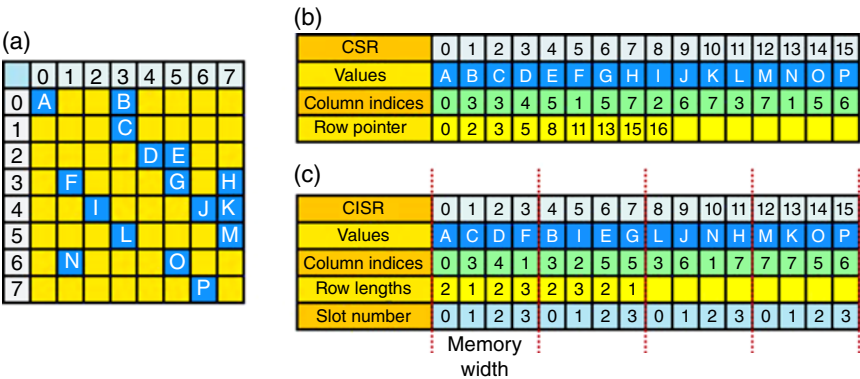 (a)
0 1 2 3 4 5 6 7
0 A B
1 C
2 D E
3 F G H
4 I J K
5 L M
6 N O
7 P
(b)
CSR 0 1 2 3 4 5 6 7 8 9 10 11 12 13 14 15
Values A B C D E F G H I J K L M N O P
Column indices 0 3 3 4 5 1 5 7 2 6 7 3 7 1 5 6
Row pointer 0 2 3 5 8 11 13 15 16
(c)
CISR 0 1 2 3 4 5 6 7 8 9 10 11 12 13 14 15
Values A C D F B I E G L J N H M K O P
Column indices 0 3 4 1 3 2 5 5 3 6 1 7 7 7 5 6
Row lengths 2 1 2 3 2 3 2 1
Slot number 0 1 2 3 0 1 2 3 0 1 2 3 0 1 2 3
Memory
width